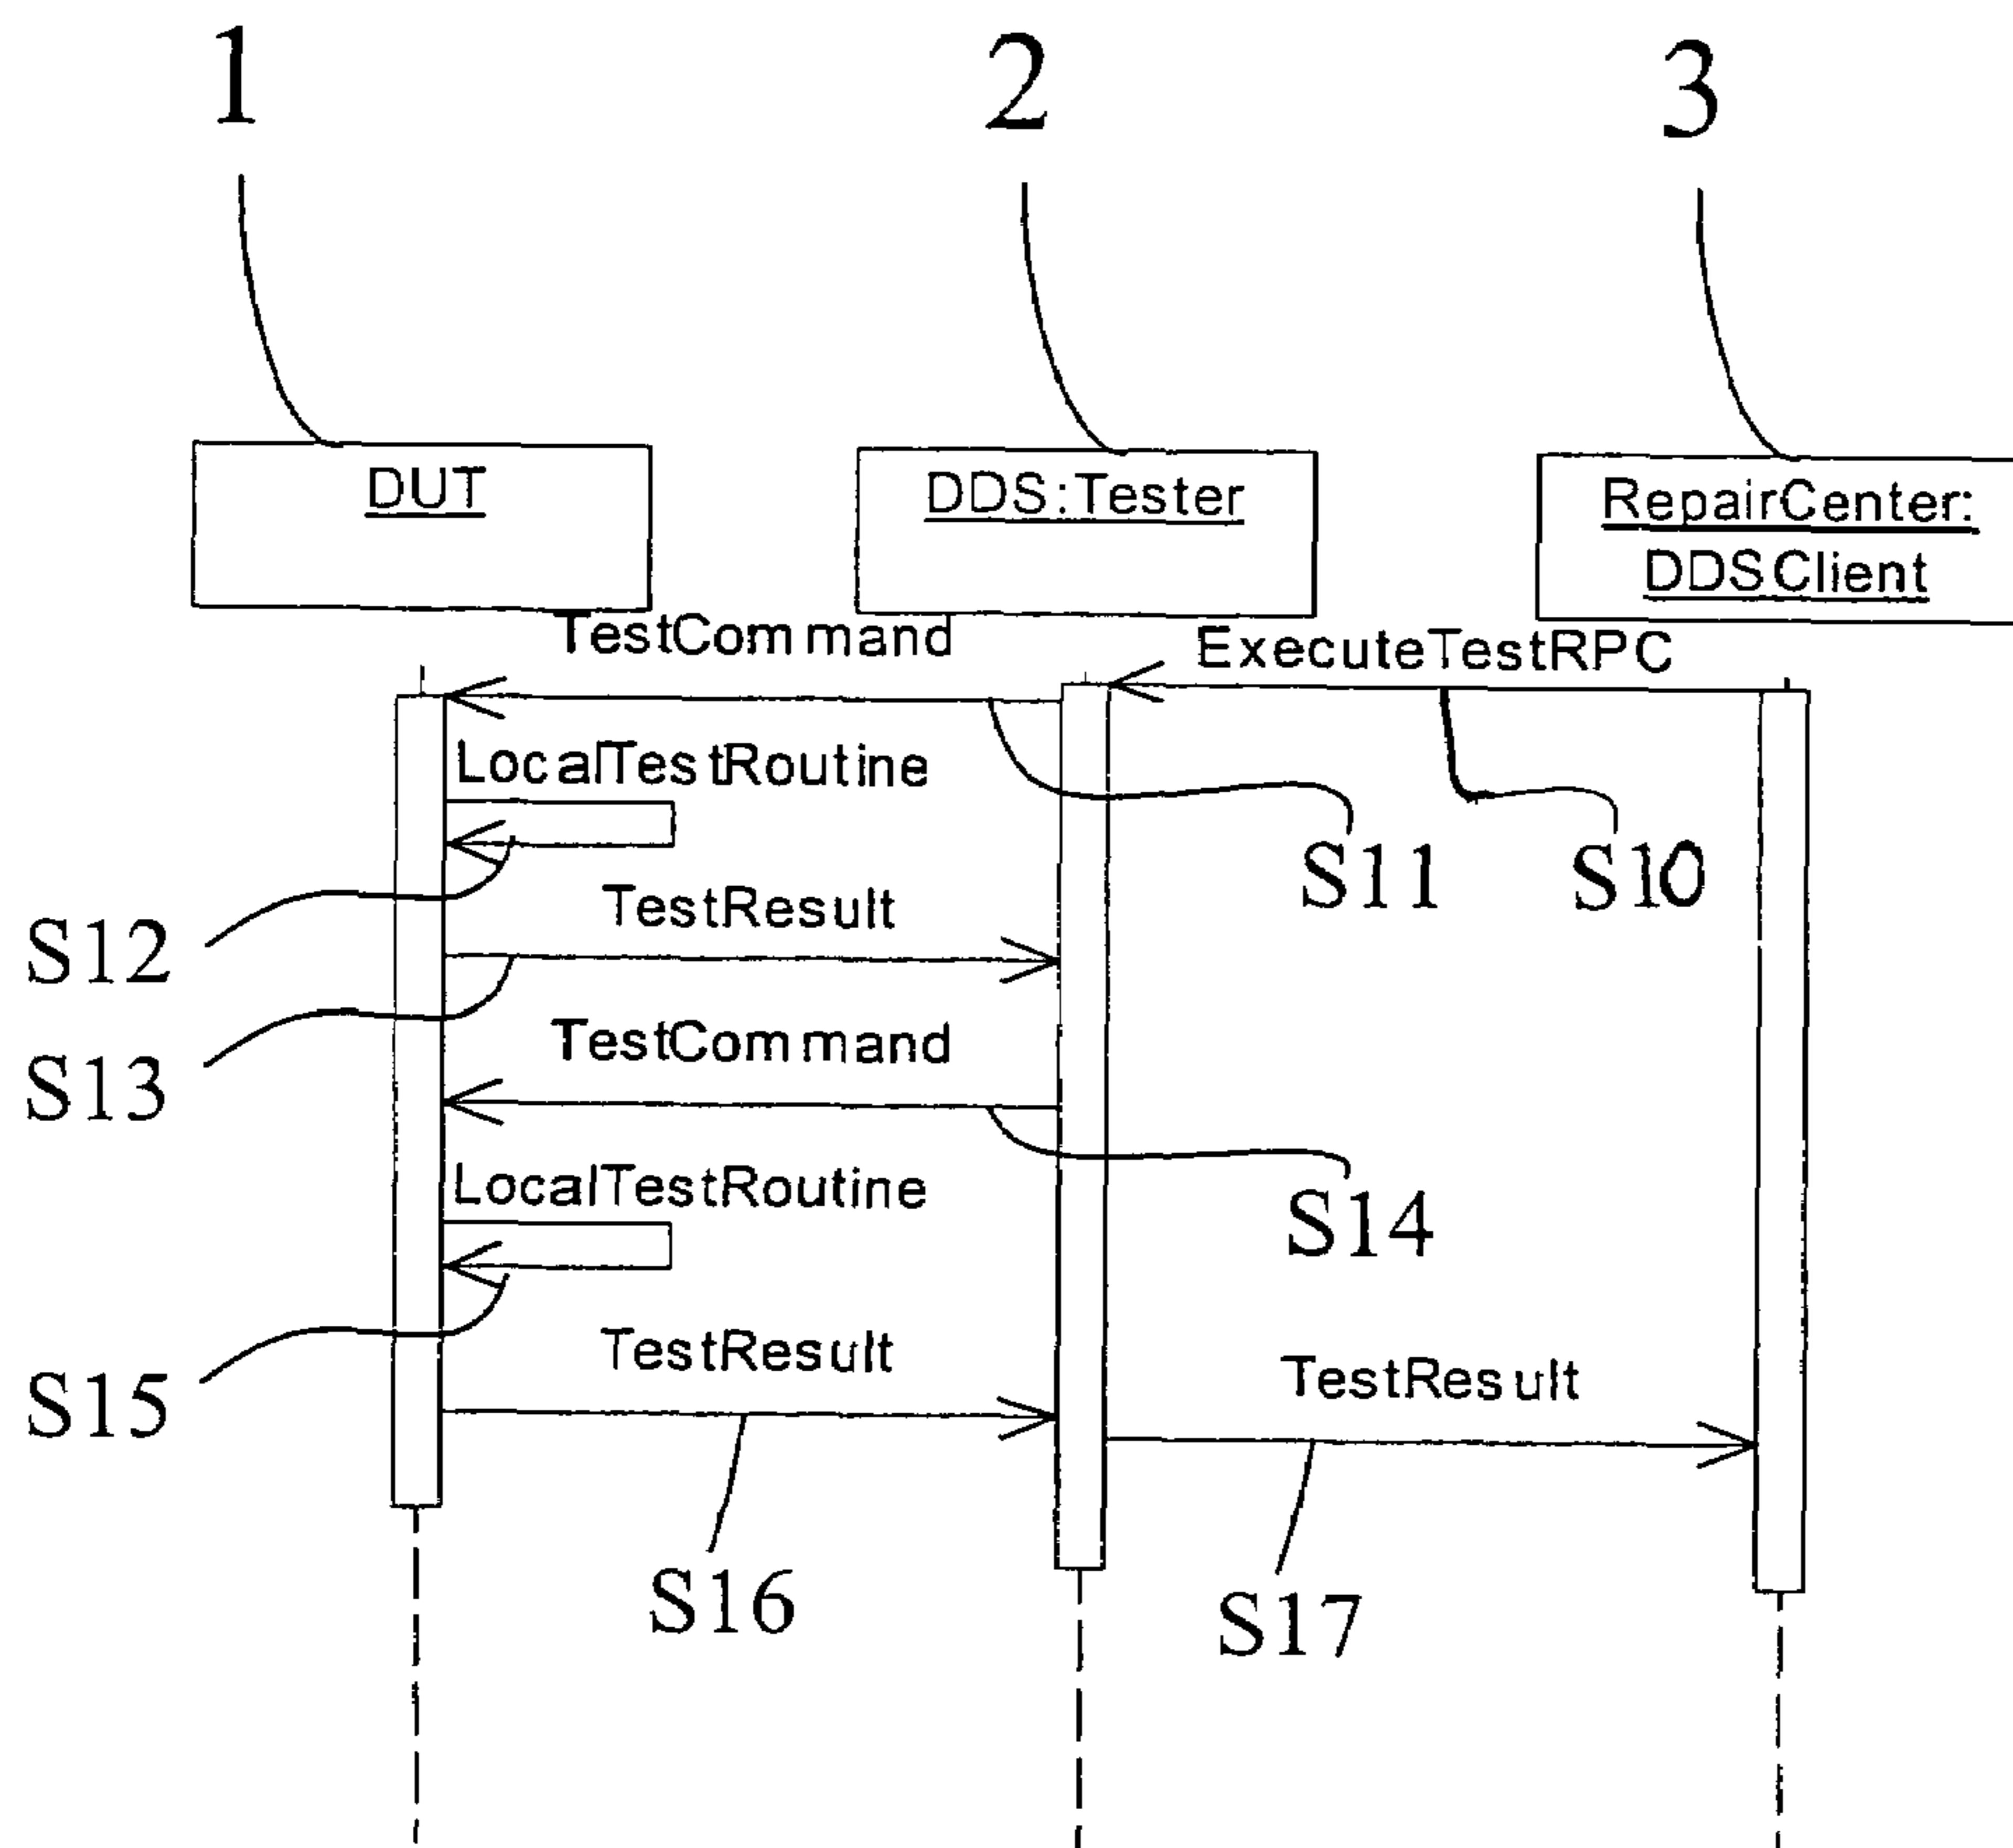 1
2
3
DUT
DDS:Tester
RepairCenter:
DDSClient
TestCommand
ExecuteTestRPC
LocalTestRoutine
S11
S10
S12
TestResult
S13
TestCommand
LocalTestRoutine
S14
S15
TestResult
TestResult
S16
S17